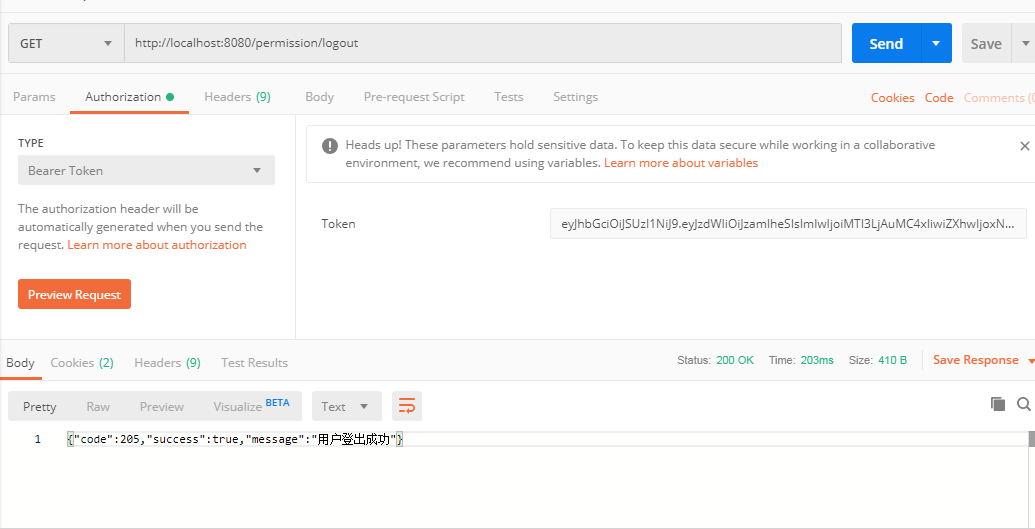 GET
http://localhost:8080/permission/logout
Send
Save
Params
Authorization
Headers (9)
Body
Pre-request Script
Tests
Settings
Cookies
Code
Comments (0
TYPE
Bearer Token
The authorization header will be
automatically generated when you send the
request. Learn more about authorization
Preview Request
Heads up! These parameters hold sensitive data. To keep this data secure while working in a collaborative
environment, we recommend using variables. Learn more about variables
Token
Body
Cookies (2)
Headers (9)
Test Results
Status: 200 OK
Time: 203ms
Size: 410 B
Save Response
Pretty
Raw
Preview
Visualize BETA
Text
1
{"code":205,"success":true,"message":"用户登出成功"}